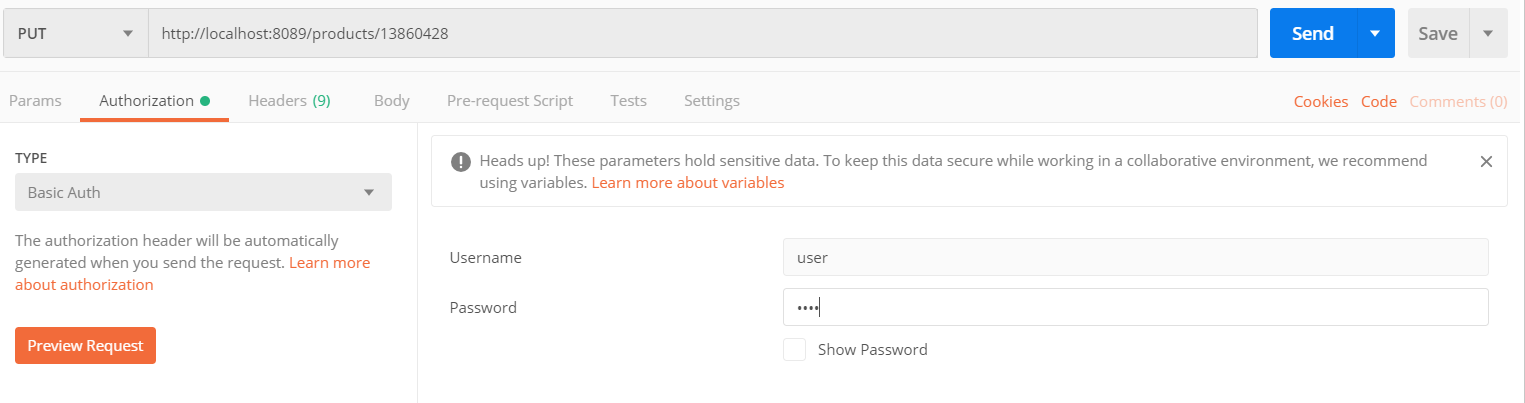 PUT http://localhost:8089/products/13860428 Send Save
Params Authorization Headers (9) Body Pre-request Script Tests Settings Cookies Code Comments (0)
TYPE
Basic Auth
The authorization header will be automatically
generated when you send the request. Learn more
about authorization
Preview Request
Heads up! These parameters hold sensitive data. To keep this data secure while working in a collaborative environment, we recommend
using variables. Learn more about variables
Username user
Password ••••
Show Password